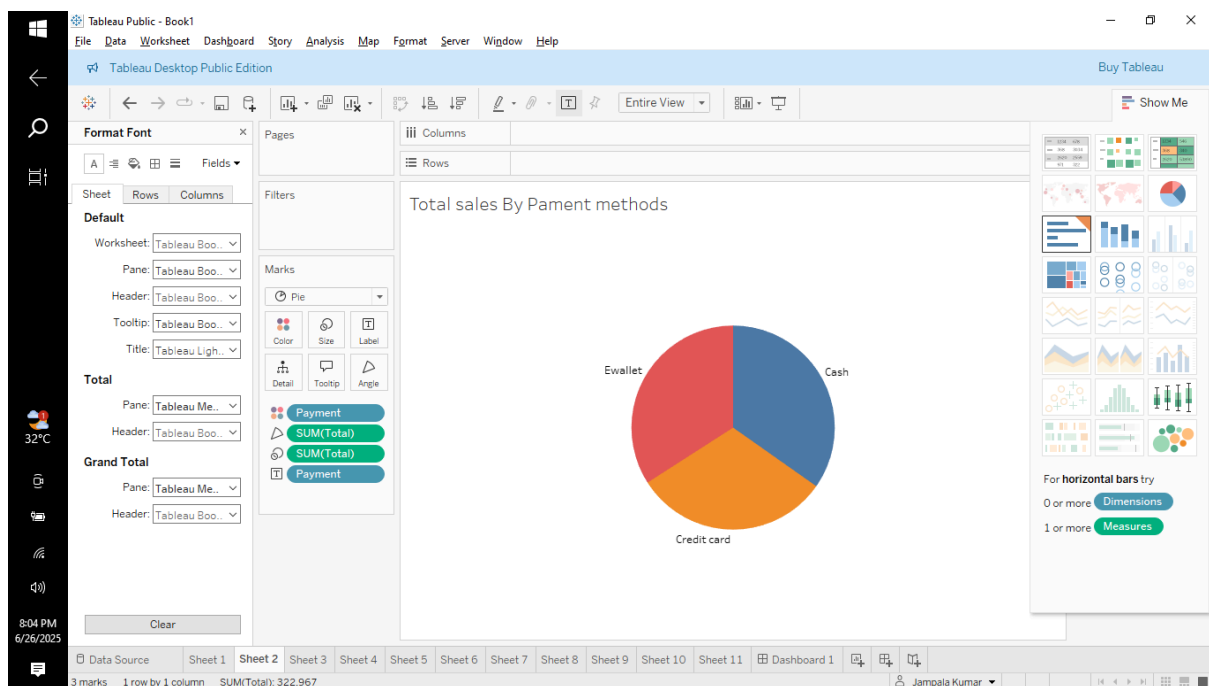 Tableau Public - Book1
File Data Worksheet Dashboard Story Analysis Map Format Server Window Help
Tableau Desktop Public Edition
Buy Tableau
Entire View
Show Me
Format Font
Fields
Sheet Rows Columns
Default
Worksheet: Tableau Boo..
Pane: Tableau Boo..
Header: Tableau Boo..
Tooltip: Tableau Boo..
Title: Tableau Ligh..
Total
Pane: Tableau Me..
Header: Tableau Boo..
Grand Total
Pane: Tableau Me..
Header: Tableau Boo..
Clear
Pages
Filters
Marks
Pie
Color Size Label
Detail Tooltip Angle
Payment
SUM(Total)
SUM(Total)
Payment
Columns
Rows
Total sales By Pament methods
Ewallet
Cash
Credit card
For horizontal bars try
0 or more Dimensions
1 or more Measures
32°C
8:04 PM
6/26/2025
Data Source Sheet 1 Sheet 2 Sheet 3 Sheet 4 Sheet 5 Sheet 6 Sheet 7 Sheet 8 Sheet 9 Sheet 10 Sheet 11 Dashboard 1
3 marks 1 row by 1 column SUM(Total): 322,967
Jampala Kumar